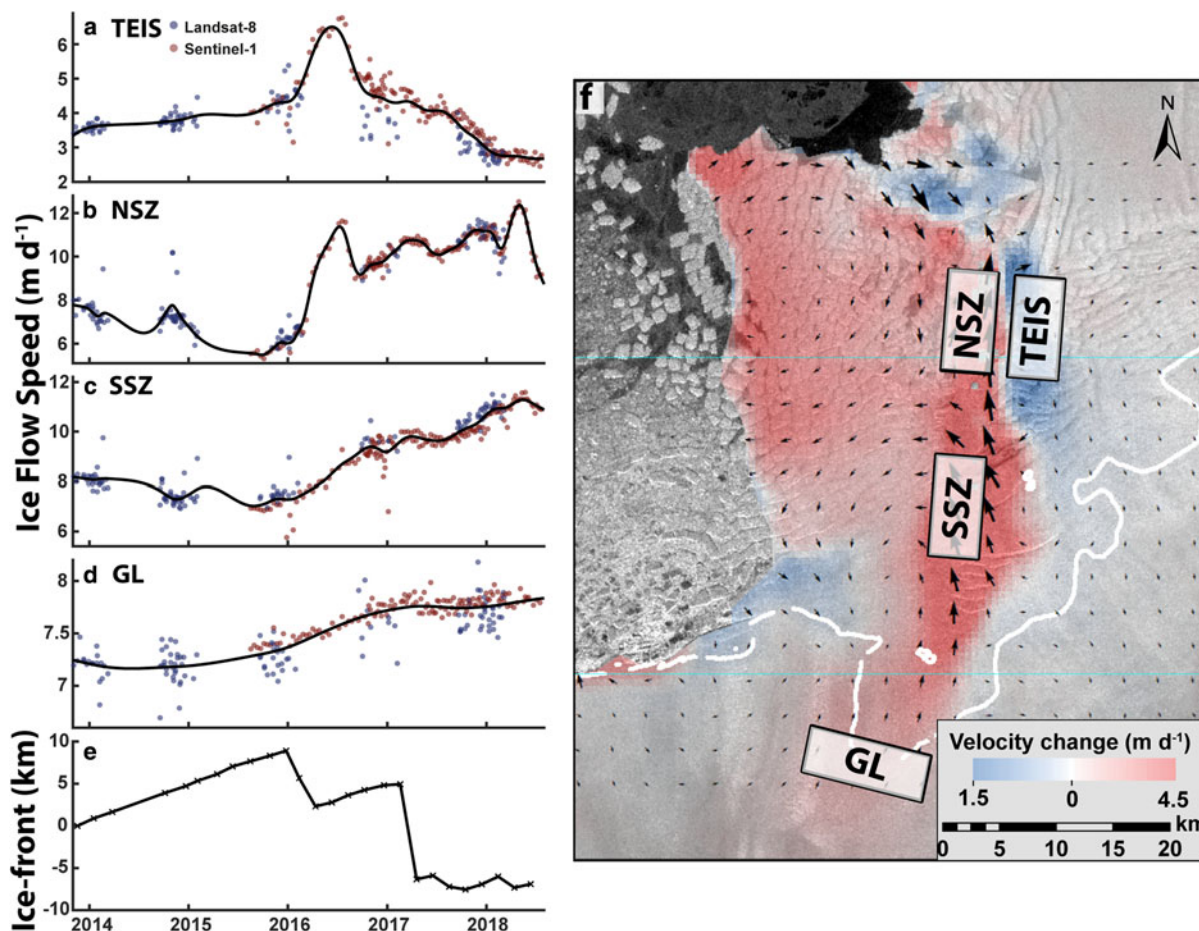 a TEIS
Landsat-8
Sentinel-1
6
5
4
3
2
b NSZ
12
10
8
6
c SSZ
12
10
8
6
d GL
8
7.5
7
e
10
5
0
-5
-10
2014 2015 2016 2017 2018
Ice Flow Speed (m d⁻¹)
Ice-front (km)
f
N
NSZ
TEIS
SSZ
GL
Velocity change (m d⁻¹)
1.5 0 4.5
km
0 5 10 15 20